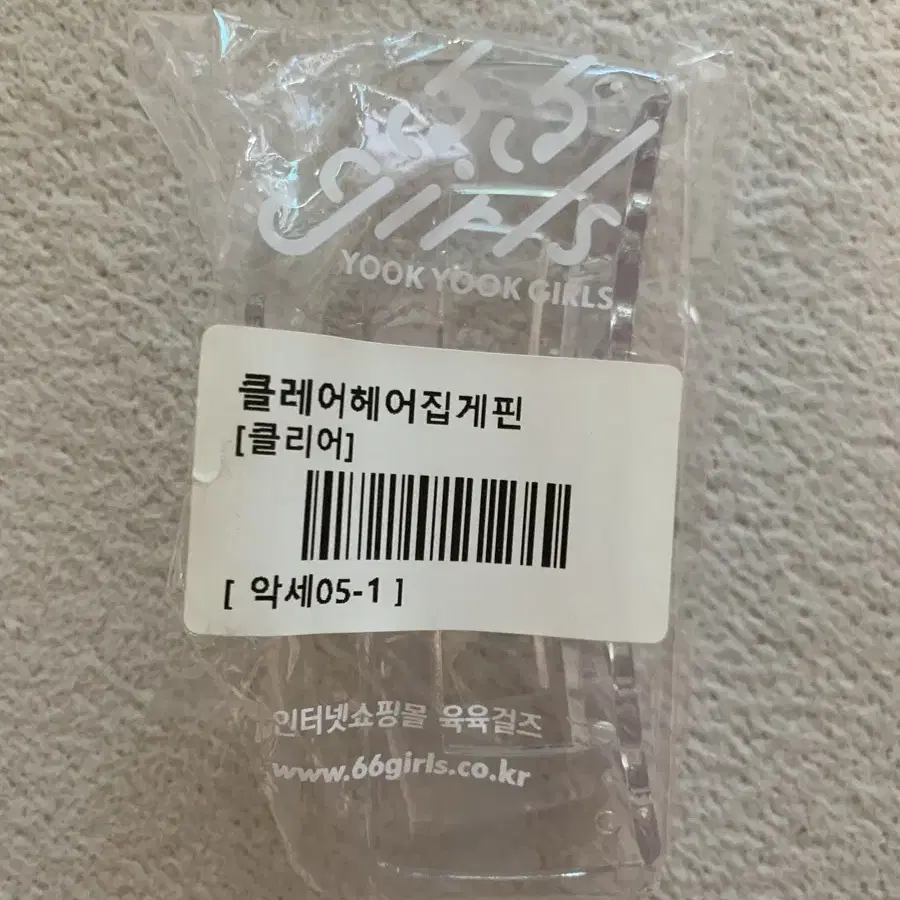 66girls
YOOK YOOK GIRLS
클레어헤어집게핀
[클리어]
[ 악세05-1 ]
인터넷쇼핑몰 육육걸즈
www.66girls.co.kr